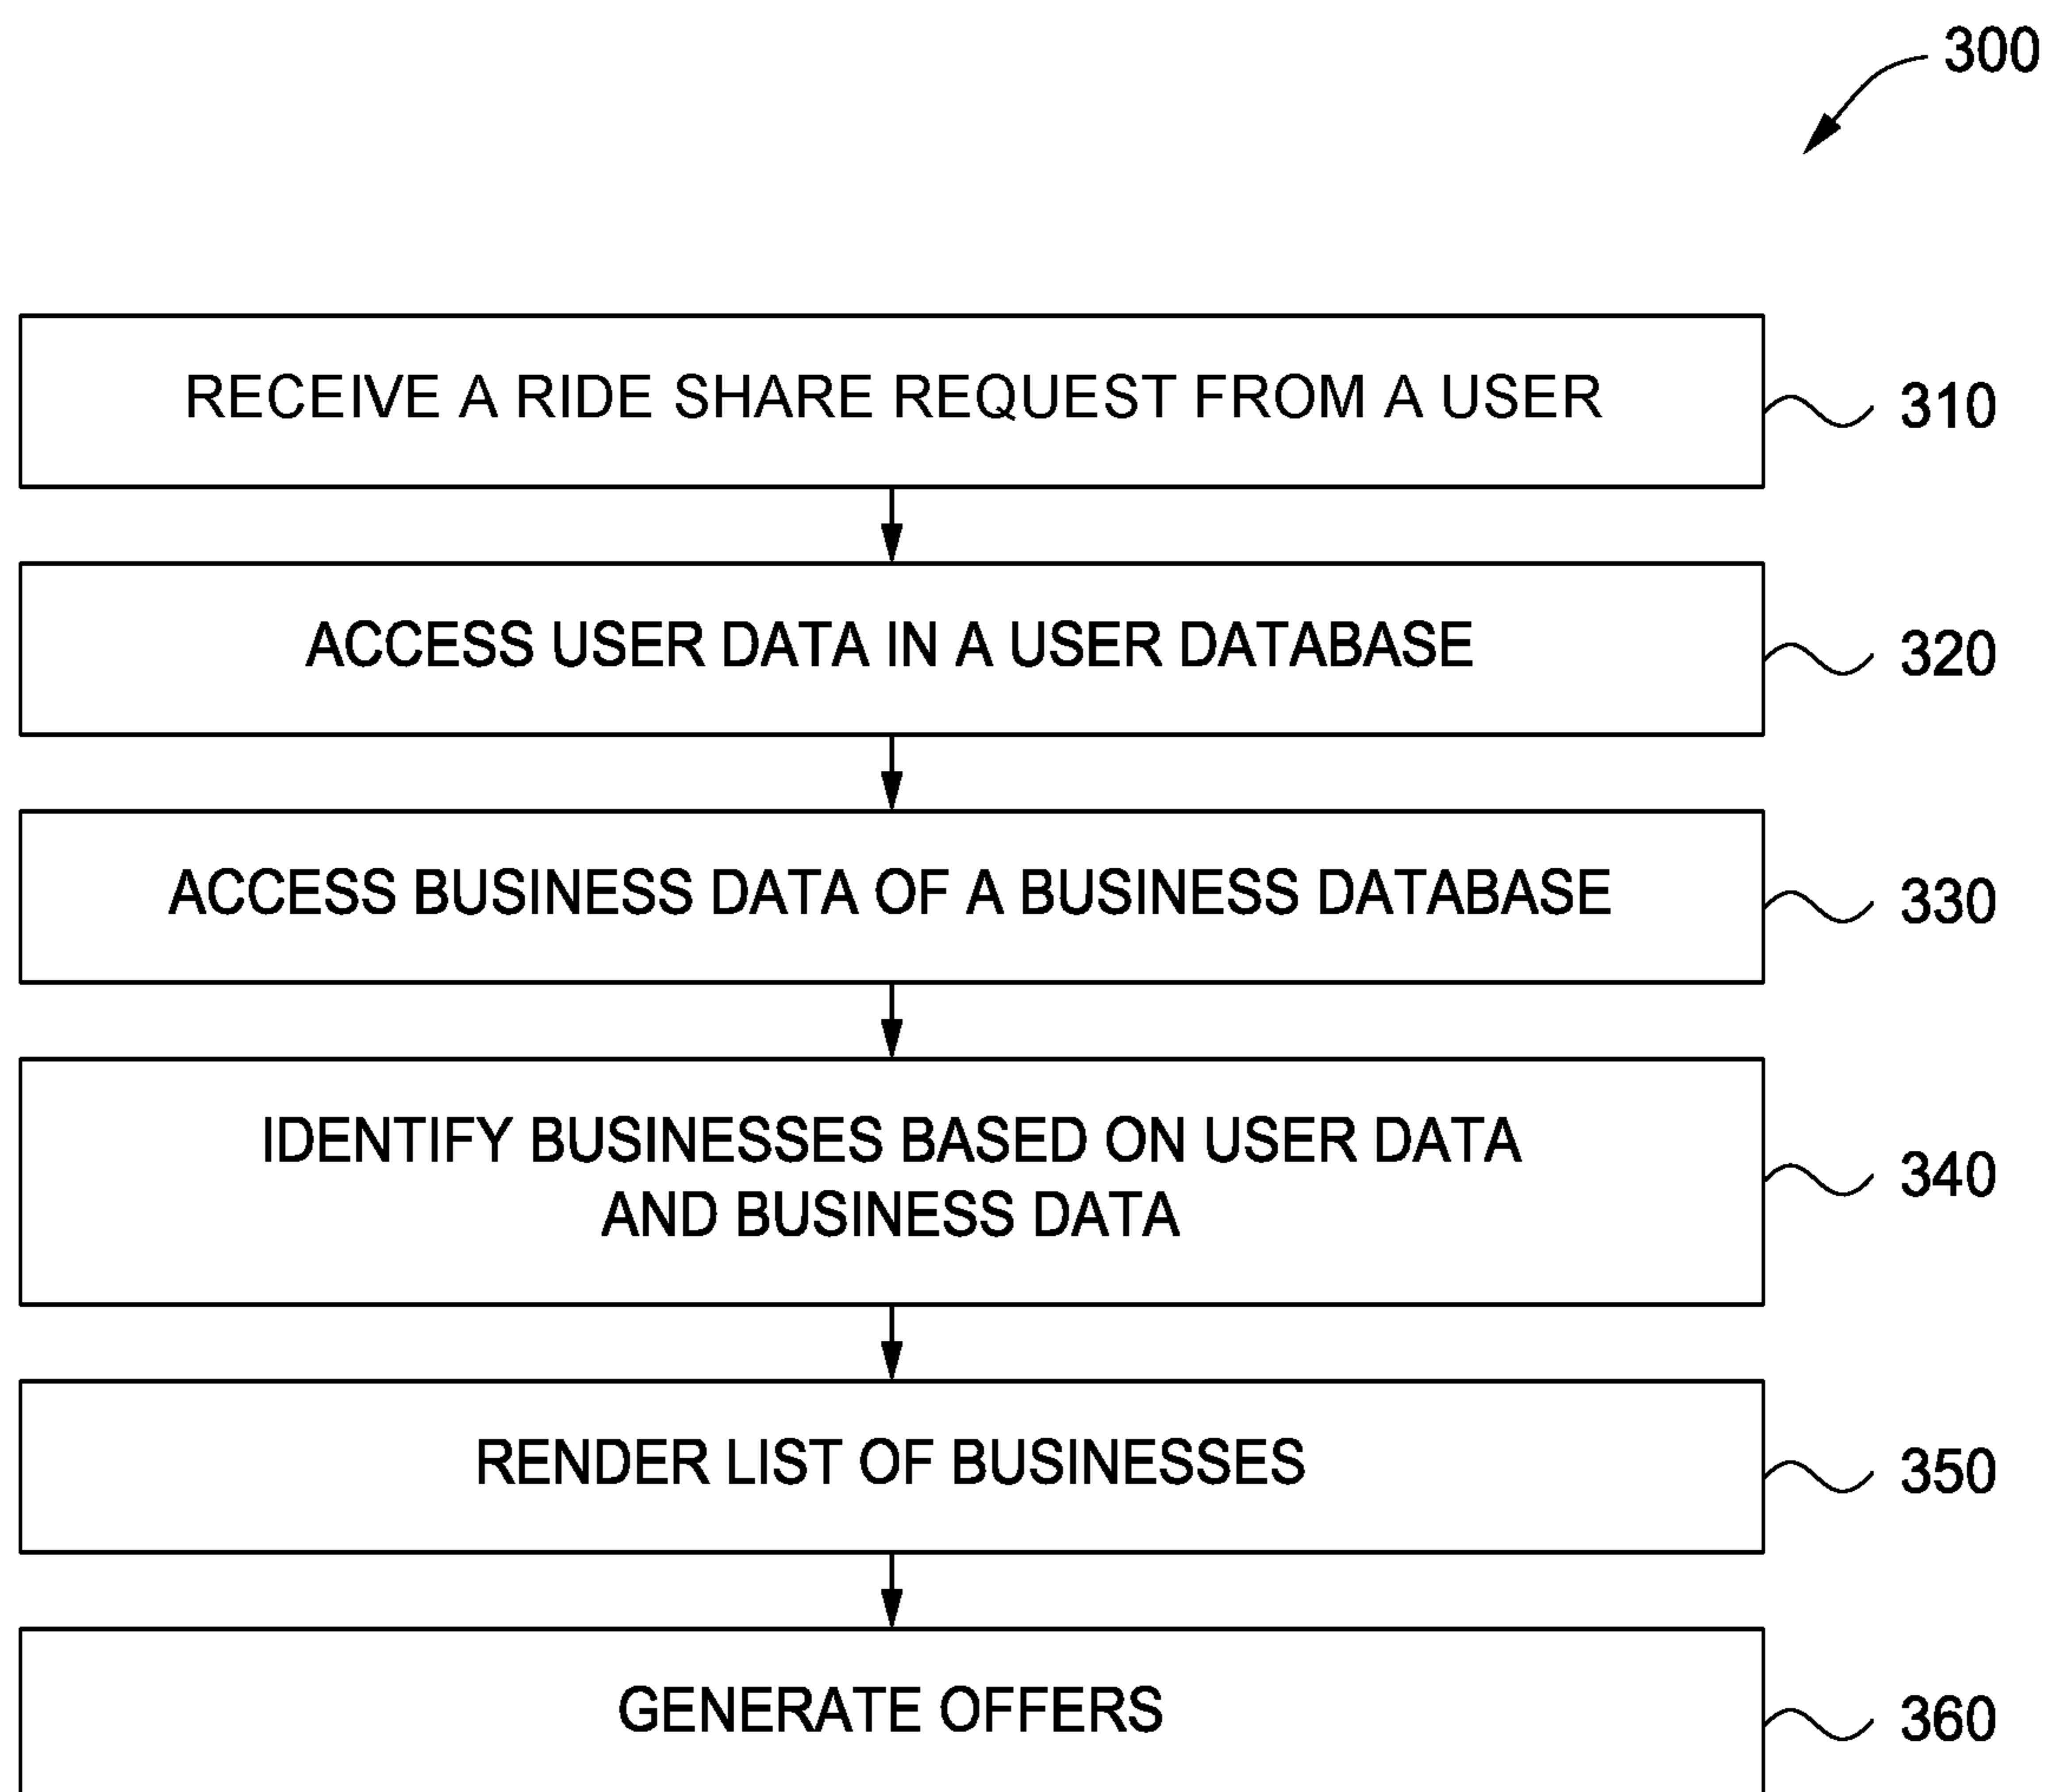 300
RECEIVE A RIDE SHARE REQUEST FROM A USER
310
ACCESS USER DATA IN A USER DATABASE
320
ACCESS BUSINESS DATA OF A BUSINESS DATABASE
330
IDENTIFY BUSINESSES BASED ON USER DATA
AND BUSINESS DATA
340
RENDER LIST OF BUSINESSES
350
GENERATE OFFERS
360